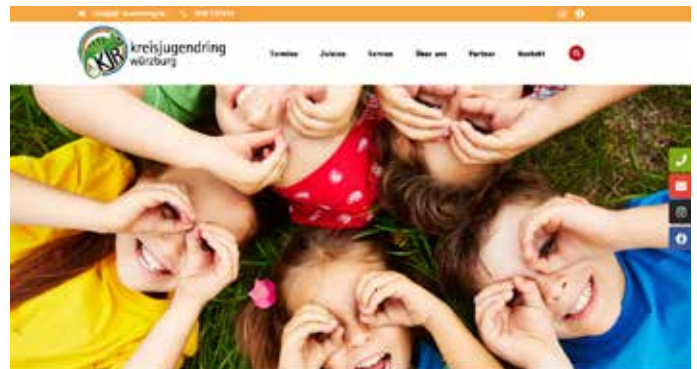 KJR
kreisjugendring
würzburg
Termine Juleica Service Über uns Partner Kontakt